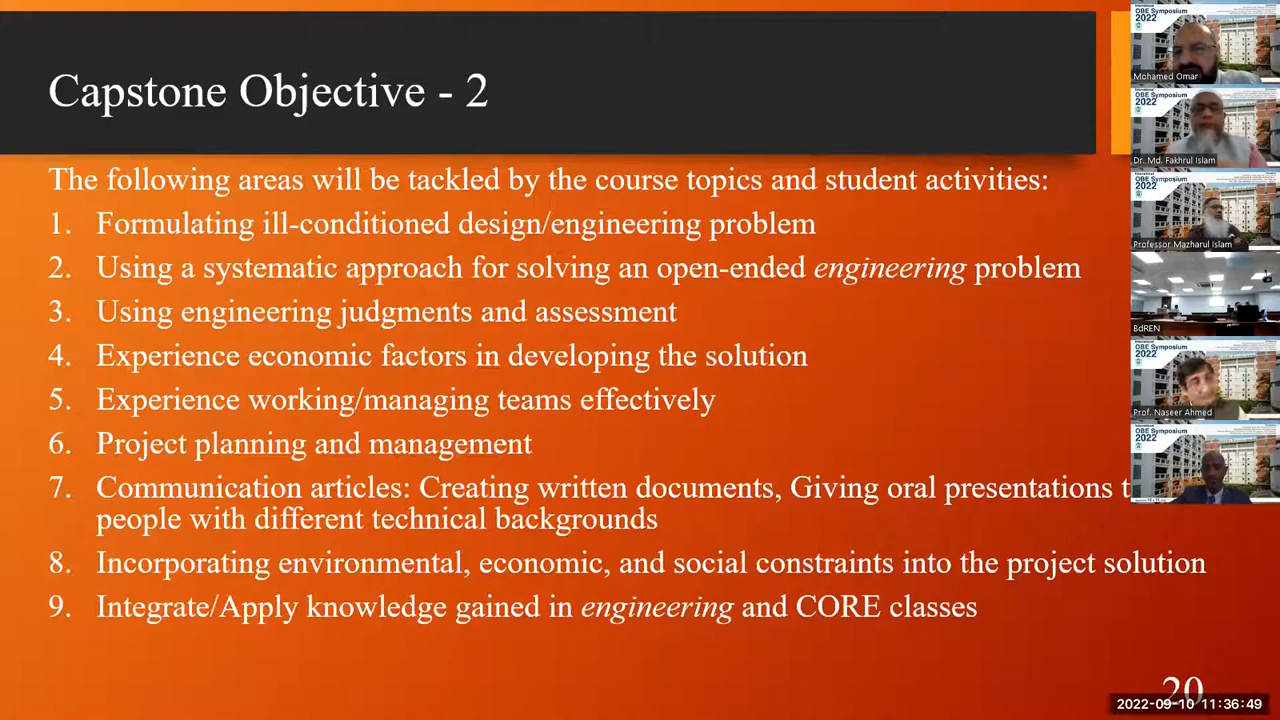 Capstone Objective - 2
The following areas will be tackled by the course topics and student activities:
1. Formulating ill-conditioned design/engineering problem
2. Using a systematic approach for solving an open-ended engineering problem
3. Using engineering judgments and assessment
4. Experience economic factors in developing the solution
5. Experience working/managing teams effectively
6. Project planning and management
7. Communication articles: Creating written documents, Giving oral presentations t
people with different technical backgrounds
8. Incorporating environmental, economic, and social constraints into the project solution
9. Integrate/Apply knowledge gained in engineering and CORE classes
20
2022-09-10 11:36:49
International
OBE Symposium
2022
Mohamed Omar
International
OBE Symposium
2022
Dr. Md. Fakhrul Islam
International
OBE Symposium
2022
Professor Mazharul Islam
BdREN
International
OBE Symposium
2022
Prof. Naseer Ahmed
International
OBE Symposium
2022